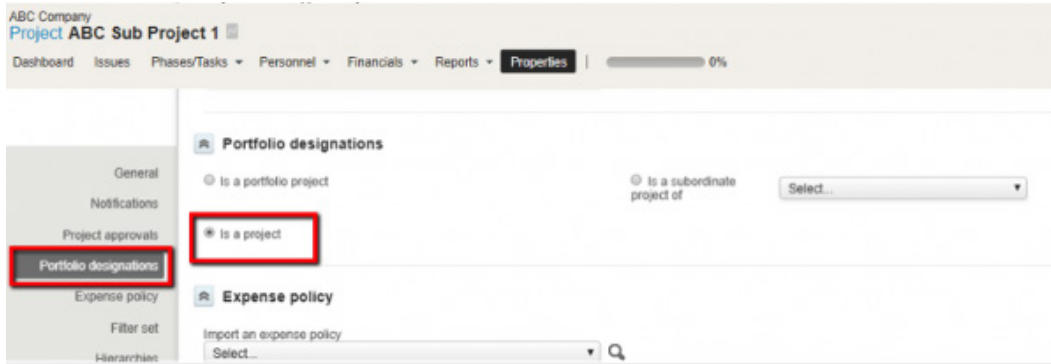 ABC Company
Project ABC Sub Project 1
Dashboard Issues Phases/Tasks Personnel Financials Reports Properties 0%
Portfolio designations
General
Is a portfolio project
Is a subordinate project of
Select...
Notifications
Project approvals
Is a project
Portfolio designations
Expense policy
Expense policy
Filter set
Import an expense policy
Hierarchies
Select...